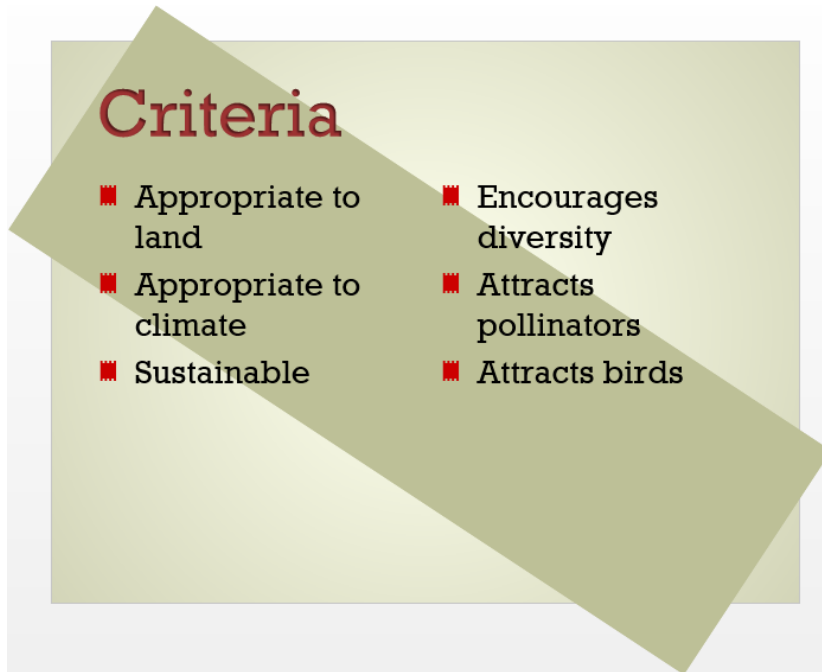 Criteria
Appropriate to
land
Appropriate to
climate
Sustainable
Encourages
diversity
Attracts
pollinators
Attracts birds